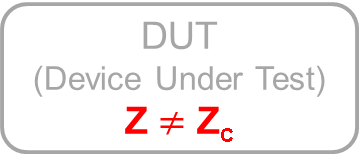 DUT
(Device Under Test)
Z ≠ Zc